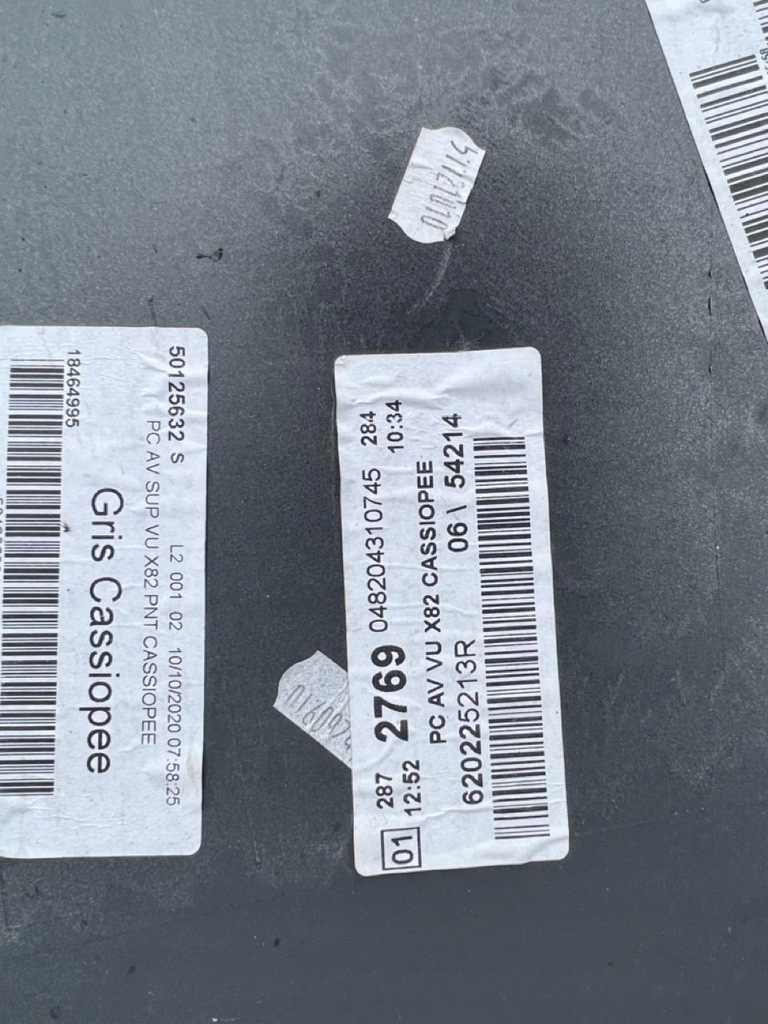 50125632 S L2 001 02 10/10/2020 07:58:25
PC AV SUP VU X82 PNT CASSIOPEE
Gris Cassiopee
18464995
284
10:34
048204310745
2769
287
12:52
01
PC AV VU X82 CASSIOPEE
06 \ 54214
620225213R